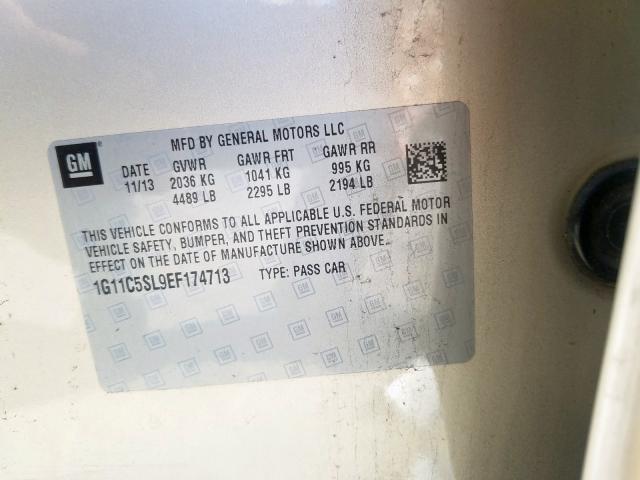 GM
MFD BY GENERAL MOTORS LLC
DATE GVWR GAWR FRT GAWR RR
11/13 2036 KG 1041 KG 995 KG
4489 LB 2295 LB 2194 LB
THIS VEHICLE CONFORMS TO ALL APPLICABLE U.S. FEDERAL MOTOR
VEHICLE SAFETY, BUMPER, AND THEFT PREVENTION STANDARDS IN
EFFECT ON THE DATE OF MANUFACTURE SHOWN ABOVE.
1G11C5SL9EF174713 TYPE: PASS CAR